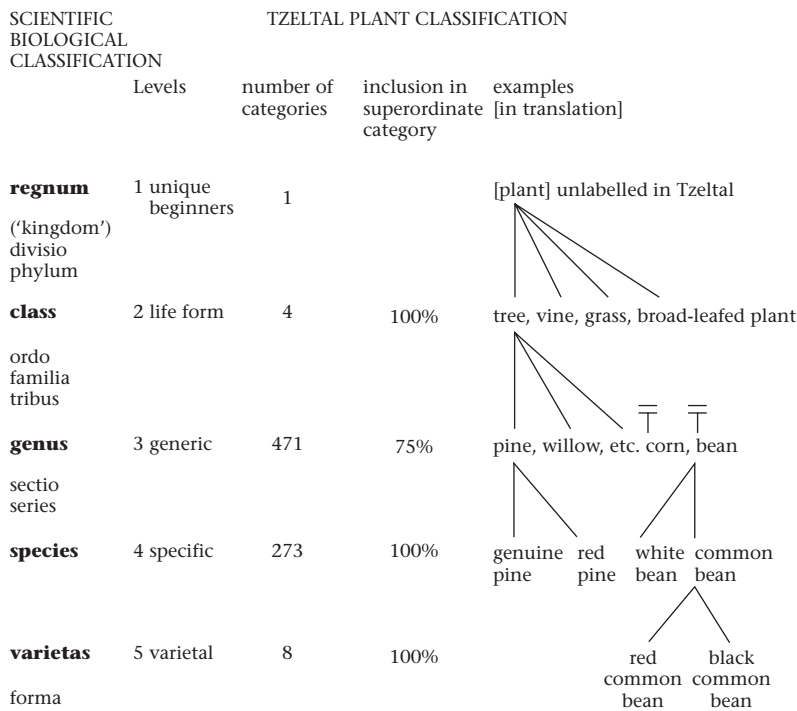 SCIENTIFIC TZELTAL PLANT CLASSIFICATION
BIOLOGICAL
CLASSIFICATION
Levels number of inclusion in examples
categories superordinate [in translation]
category
regnum 1 unique [plant] unlabelled in Tzeltal
beginners 1
('kingdom')
divisio
phylum
class 2 life form 4 100% tree, vine, grass, broad-leafed plant
ordo
familia
tribus
genus 3 generic 471 75% pine, willow, etc. corn, bean
sectio
series
species 4 specific 273 100% genuine red white common
pine pine bean bean
varietas 5 varietal 8 100% red black
common common
forma bean bean